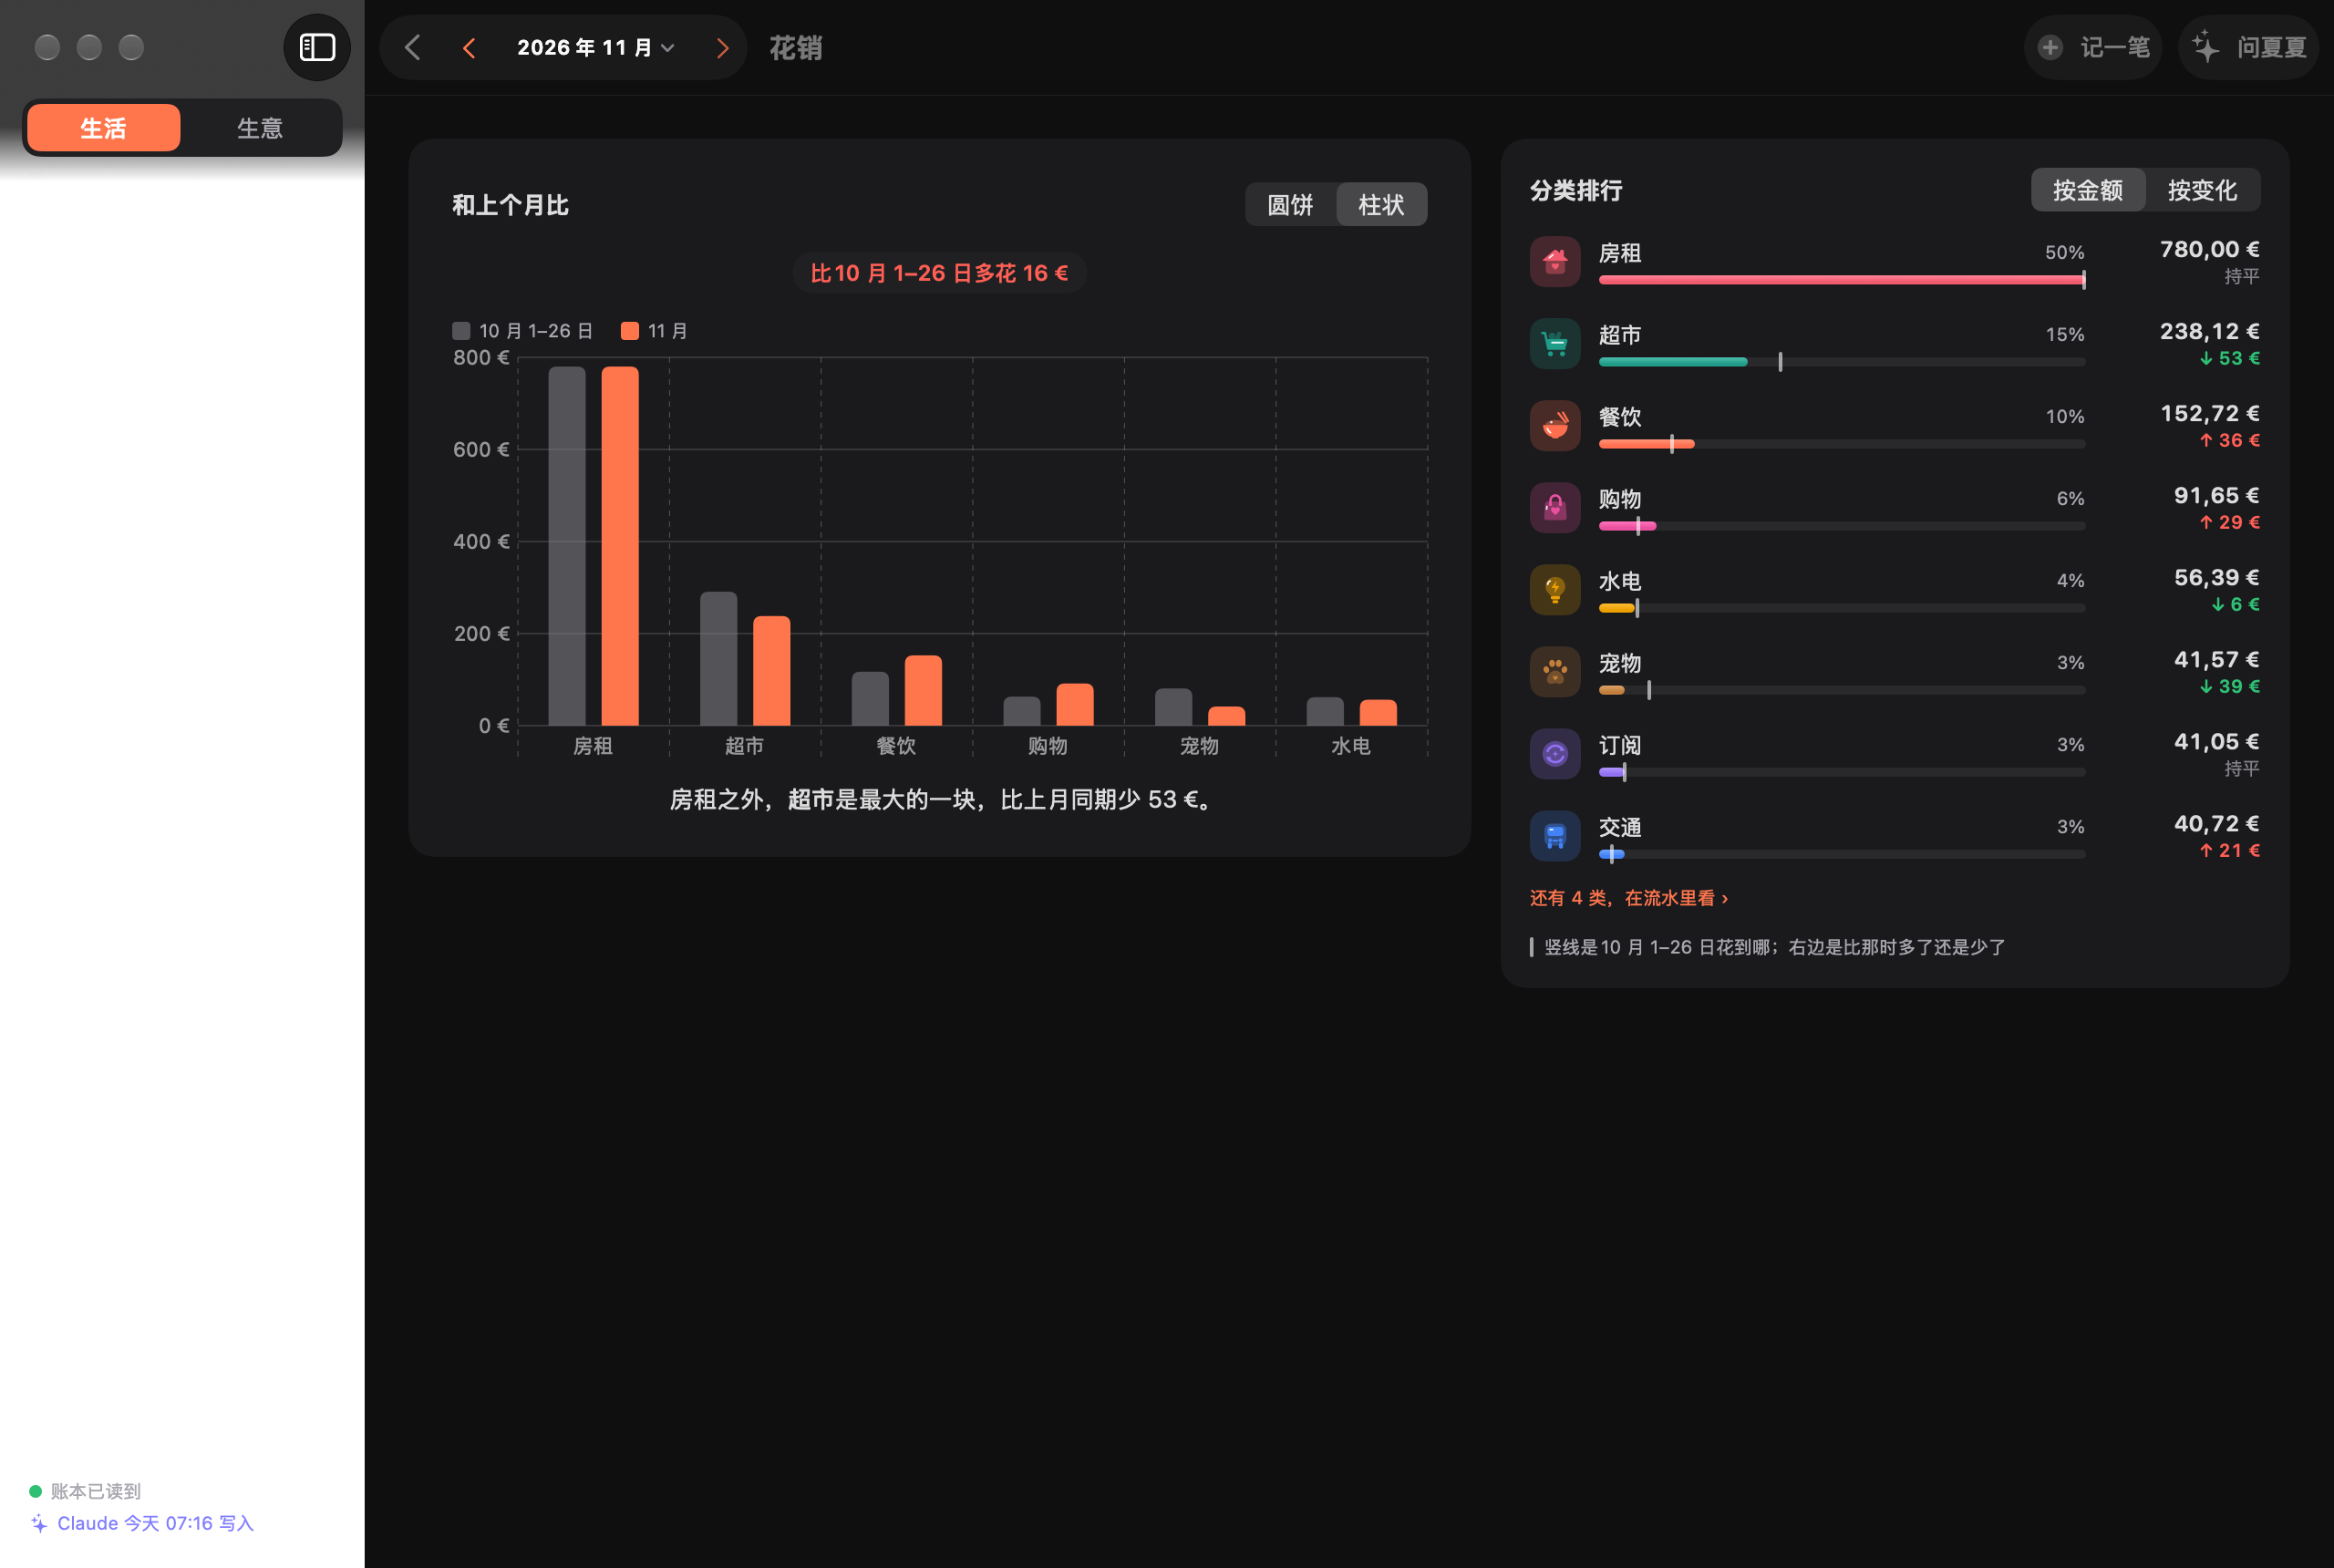 2026 年 11 月
花销
记一笔
问夏夏
生活
生意
和上个月比
圆饼
柱状
比10 月 1–26 日多花 16 €
10 月 1–26 日
11 月
800 €
600 €
400 €
200 €
0 €
房租
超市
餐饮
购物
宠物
水电
房租之外，超市是最大的一块，比上月同期少 53 €。
分类排行
按金额
按变化
房租
50%
780,00 €
持平
超市
15%
238,12 €
↓ 53 €
餐饮
10%
152,72 €
↑ 36 €
购物
6%
91,65 €
↑ 29 €
水电
4%
56,39 €
↓ 6 €
宠物
3%
41,57 €
↓ 39 €
订阅
3%
41,05 €
持平
交通
3%
40,72 €
↑ 21 €
还有 4 类，在流水里看 ›
竖线是10 月 1–26 日花到哪；右边是比那时多了还是少了
账本已读到
Claude 今天 07:16 写入